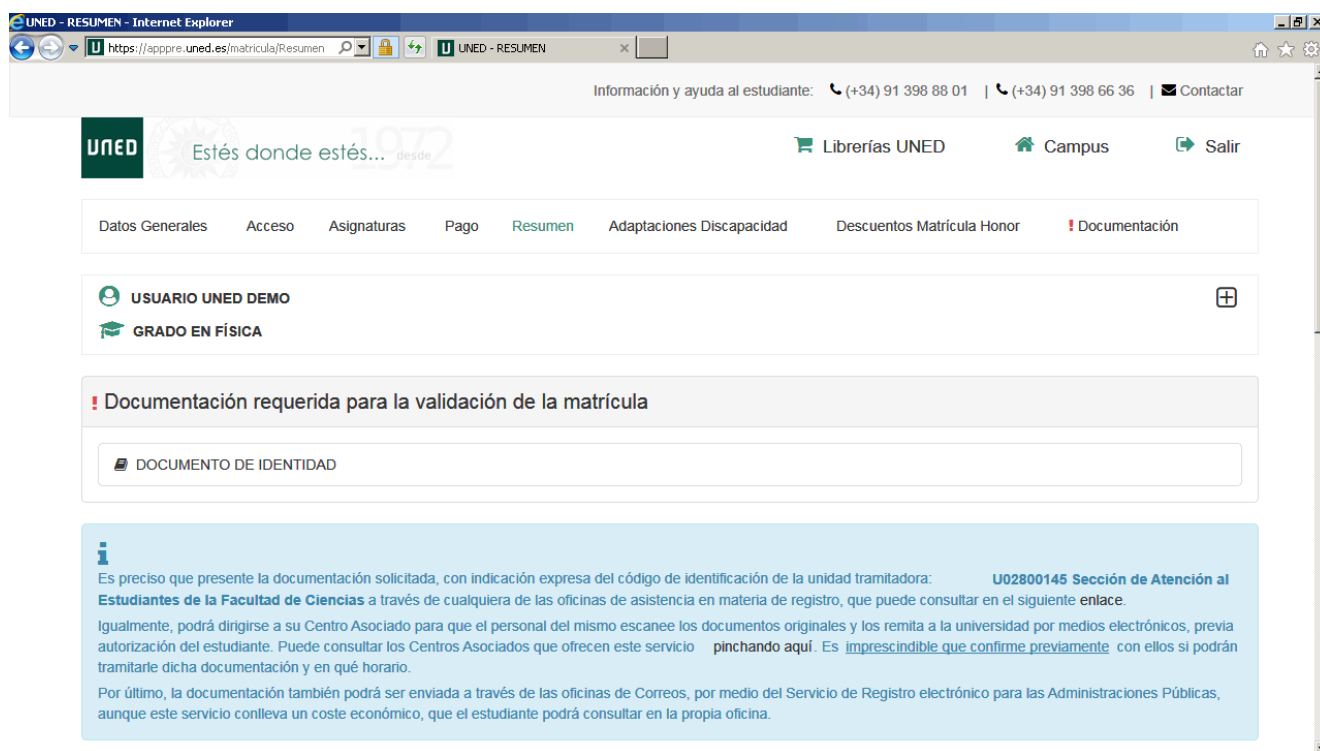 UNED - RESUMEN - Internet Explorer
https://apppre.uned.es/matricula/Resumen
UNED - RESUMEN
Información y ayuda al estudiante: (+34) 91 398 88 01 | (+34) 91 398 66 36 | Contactar
UNED
Estés donde estés... desde 1972
Librerías UNED Campus Salir
Datos Generales Acceso Asignaturas Pago Resumen Adaptaciones Discapacidad Descuentos Matrícula Honor ! Documentación
USUARIO UNED DEMO
GRADO EN FÍSICA
! Documentación requerida para la validación de la matrícula
DOCUMENTO DE IDENTIDAD
Es preciso que presente la documentación solicitada, con indicación expresa del código de identificación de la unidad tramitadora: U02800145 Sección de Atención al
Estudiantes de la Facultad de Ciencias a través de cualquiera de las oficinas de asistencia en materia de registro, que puede consultar en el siguiente enlace.
Igualmente, podrá dirigirse a su Centro Asociado para que el personal del mismo escanee los documentos originales y los remita a la universidad por medios electrónicos, previa
autorización del estudiante. Puede consultar los Centros Asociados que ofrecen este servicio pinchando aquí. Es imprescindible que confirme previamente con ellos si podrán
tramitarle dicha documentación y en qué horario.
Por último, la documentación también podrá ser enviada a través de las oficinas de Correos, por medio del Servicio de Registro electrónico para las Administraciones Públicas,
aunque este servicio conlleva un coste económico, que el estudiante podrá consultar en la propia oficina.